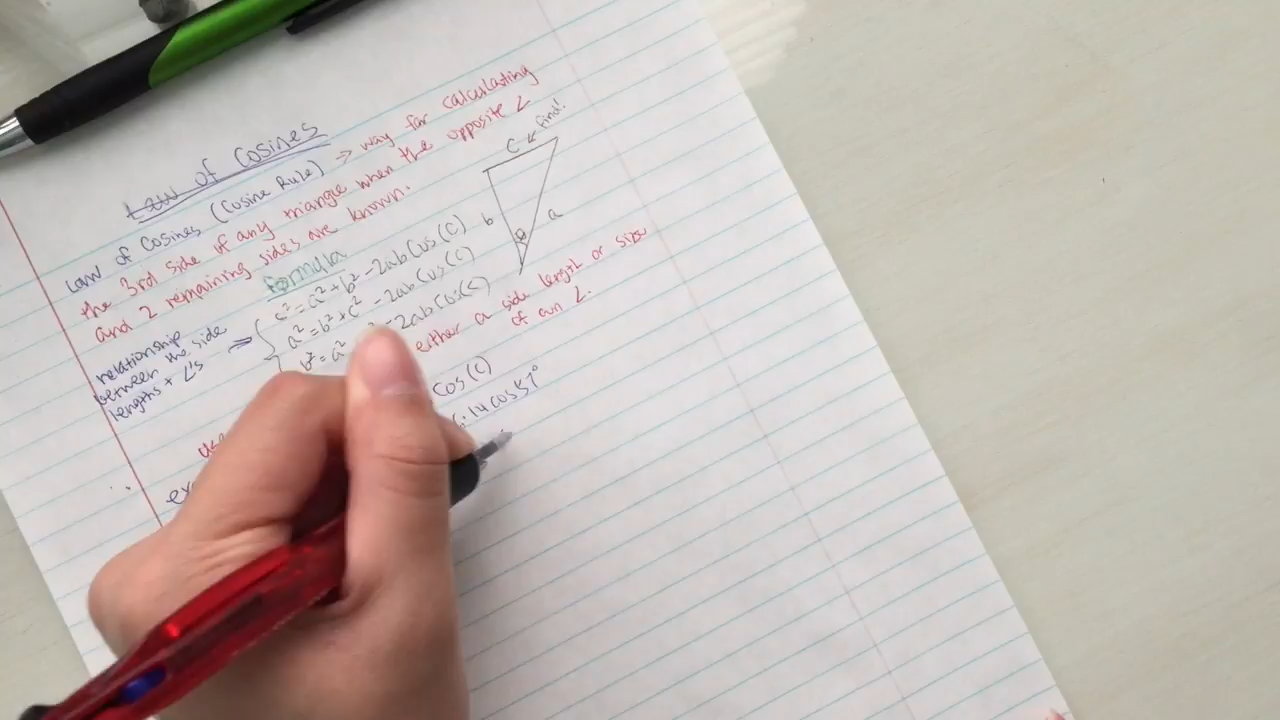 Law of Cosines
Law of Cosines (Cosine Rule) → way for calculating
the 3rd side of any triangle when the opposite ∠
and 2 remaining sides are known.
C ↙ find!
b
a
θ
Formula
relationship
between the side
lengths + ∠'s
c² = a² + b² - 2ab Cos(C)
a² = b² + c² - 2ab Cos(C)
b² = a² - 2ab Cos(C)
either a side length or size
of an ∠.
Cos(C)
14 cos 57°